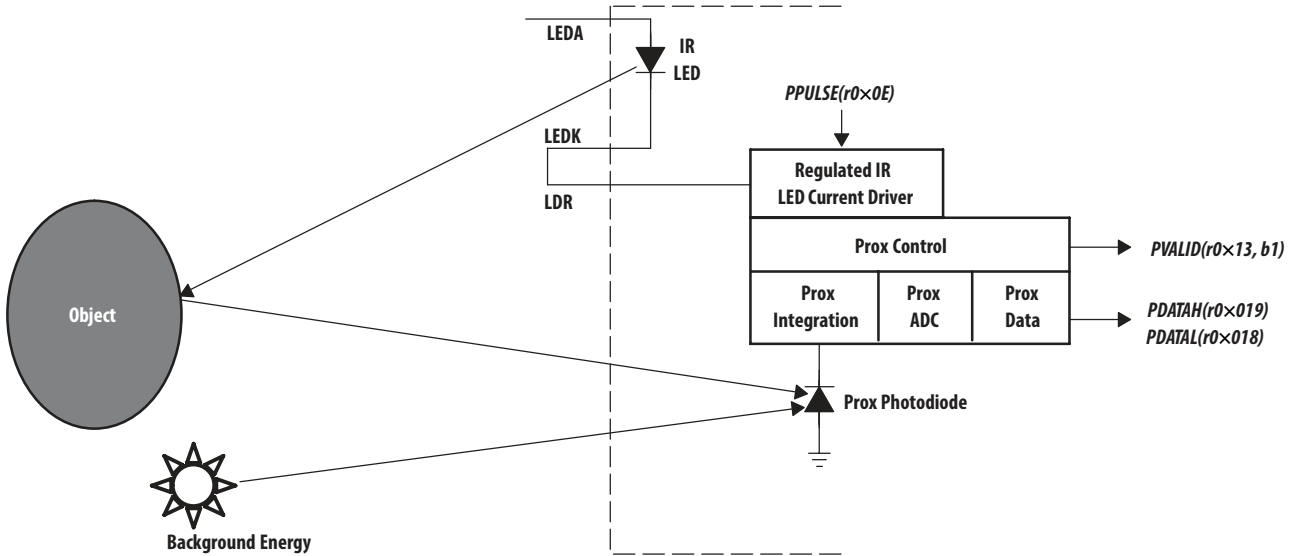 LEDA
IR
LED
PPULSE(r0×0E)
LEDK
LDR
Regulated IR
LED Current Driver
Prox Control
PVALID(r0×13, b1)
Prox
Integration
Prox
ADC
Prox
Data
PDATAH(r0×019)
PDATAL(r0×018)
Object
Prox Photodiode
Background Energy